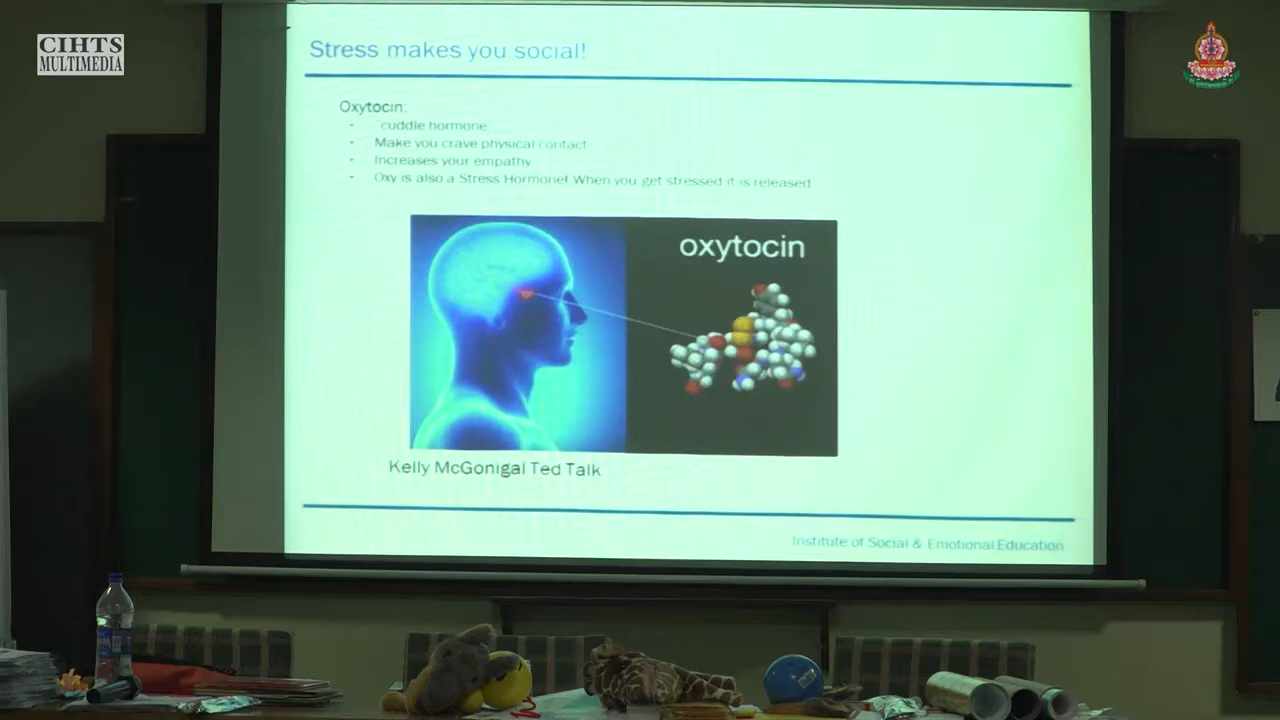 CIHTS
MULTIMEDIA
Stress makes you social!
Oxytocin:
- "cuddle hormone"
- Make you crave physical contact
- Increases your empathy
- Oxy is also a Stress Hormone! When you get stressed it is released
oxytocin
Kelly McGonigal Ted Talk
Institute of Social & Emotional Education